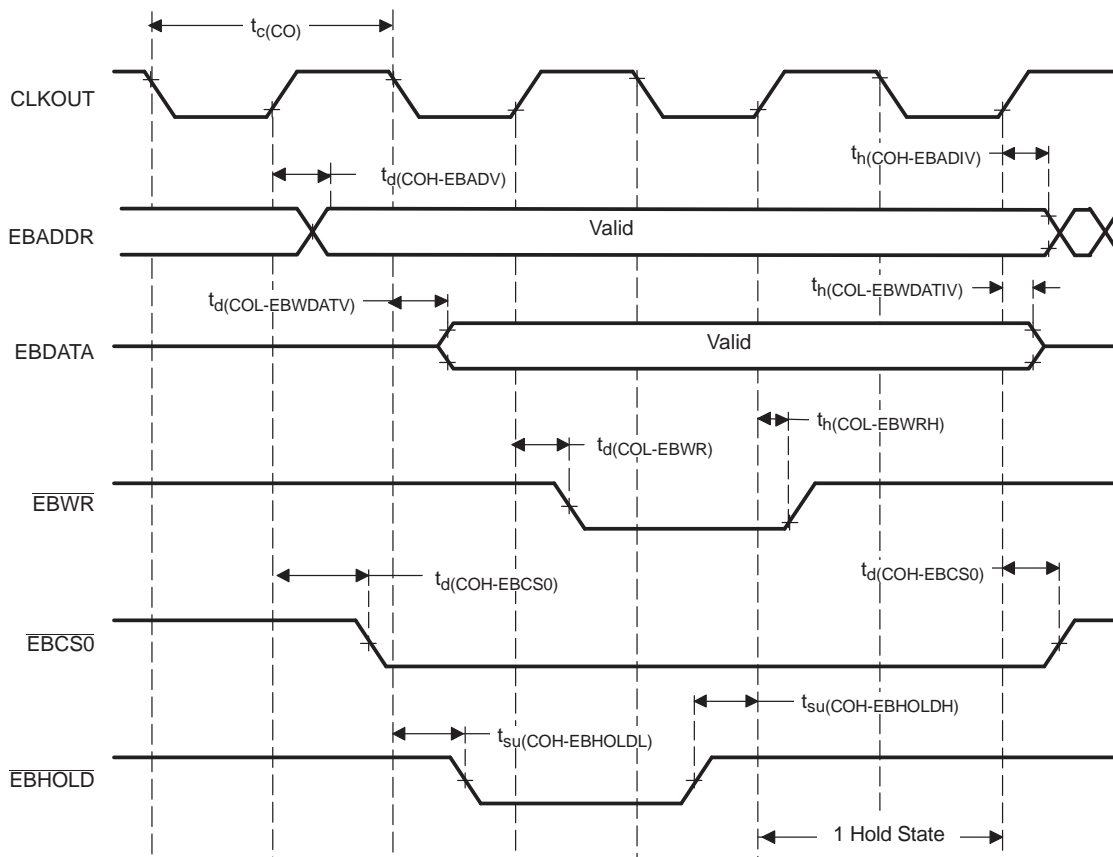 tc(CO)
CLKOUT
td(COH-EBADV)
th(COH-EBADIV)
EBADDR
Valid
td(COL-EBWDATV)
th(COL-EBWDATIV)
EBDATA
Valid
td(COL-EBWR)
th(COL-EBWRH)
EBWR
td(COH-EBCS0)
td(COH-EBCS0)
EBCS0
tsu(COH-EBHOLDL)
tsu(COH-EBHOLDH)
EBHOLD
1 Hold State